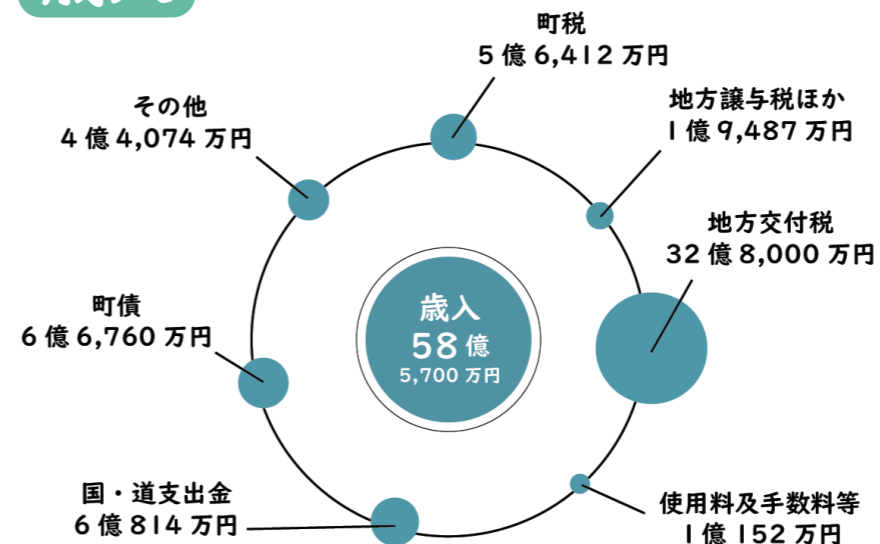 町税
5億6,412万円
地方譲与税ほか
1億9,487万円
地方交付税
32億8,000万円
使用料及手数料等
1億152万円
国・道支出金
6億814万円
町債
6億6,760万円
その他
4億4,074万円
歳入
58億
5,700万円